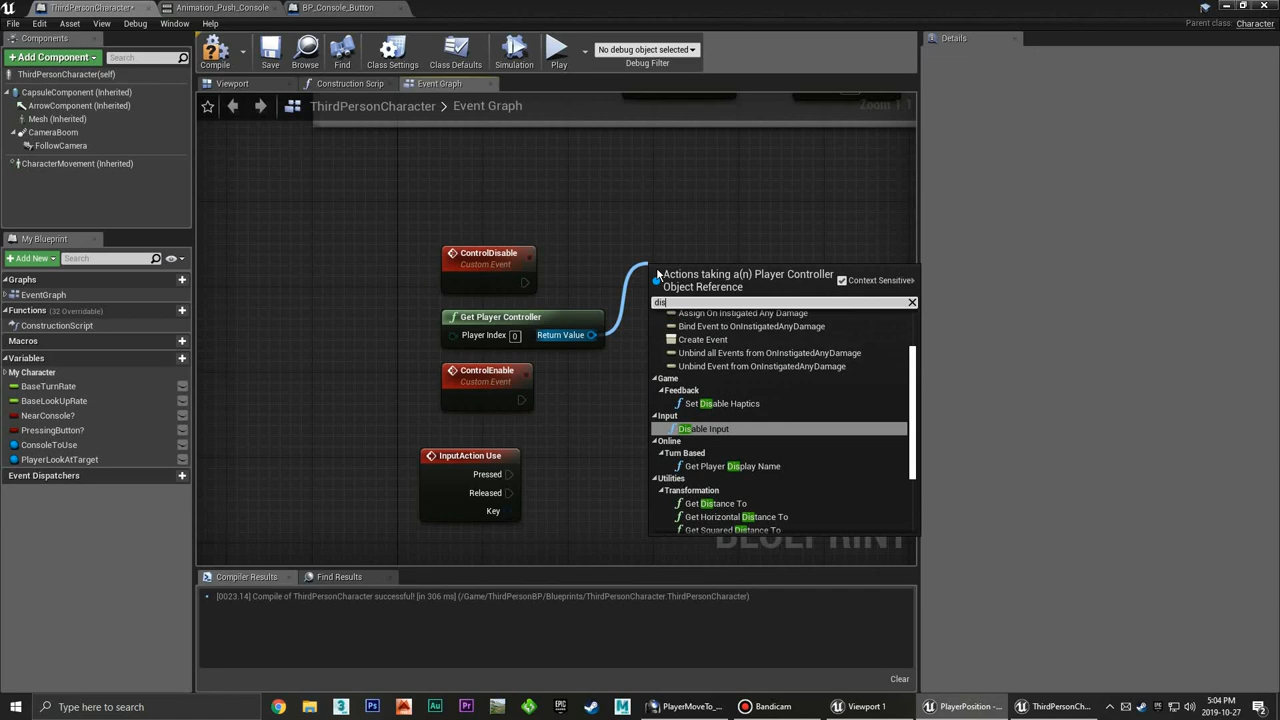 ThirdPersonCharacter*
Animation_Push_Console
BP_Console_Button
File Edit Asset View Debug Window Help
Parent class: Character
Components
+ Add Component
Search
ThirdPersonCharacter(self)
CapsuleComponent (Inherited)
ArrowComponent (Inherited)
Mesh (Inherited)
CameraBoom
FollowCamera
CharacterMovement (Inherited)
My Blueprint
+ Add New
Search
Graphs
EventGraph
Functions (32 Overridable)
ConstructionScript
Macros
Variables
My Character
BaseTurnRate
BaseLookUpRate
NearConsole?
PressingButton?
ConsoleToUse
PlayerLookAtTarget
Event Dispatchers
Compile Save Browse Find Class Settings Class Defaults Simulation Play
No debug object selected
Debug Filter
Viewport
Construction Scrip
Event Graph
ThirdPersonCharacter > Event Graph
Zoom 1:1
ControlDisable
Custom Event
Get Player Controller
Player Index 0 Return Value
ControlEnable
Custom Event
InputAction Use
Pressed
Released
Key
Actions taking a(n) Player Controller
Object Reference
Context Sensitive
dis
Assign On Instigated Any Damage
Bind Event to OnInstigatedAnyDamage
Create Event
Unbind all Events from OnInstigatedAnyDamage
Unbind Event from OnInstigatedAnyDamage
Game
Feedback
Set Disable Haptics
Input
Disable Input
Online
Turn Based
Get Player Display Name
Utilities
Transformation
Get Distance To
Get Horizontal Distance To
Get Squared Distance To
BLUEPRINT
Compiler Results
Find Results
[0023.14] Compile of ThirdPersonCharacter successful! [in 306 ms] (/Game/ThirdPersonBP/Blueprints/ThirdPersonCharacter.ThirdPersonCharacter)
Clear
Details
Type here to search
PlayerMoveTo_...
Bandicam
Viewport 1
PlayerPosition -...
ThirdPersonCh...
5:04 PM
2019-10-27